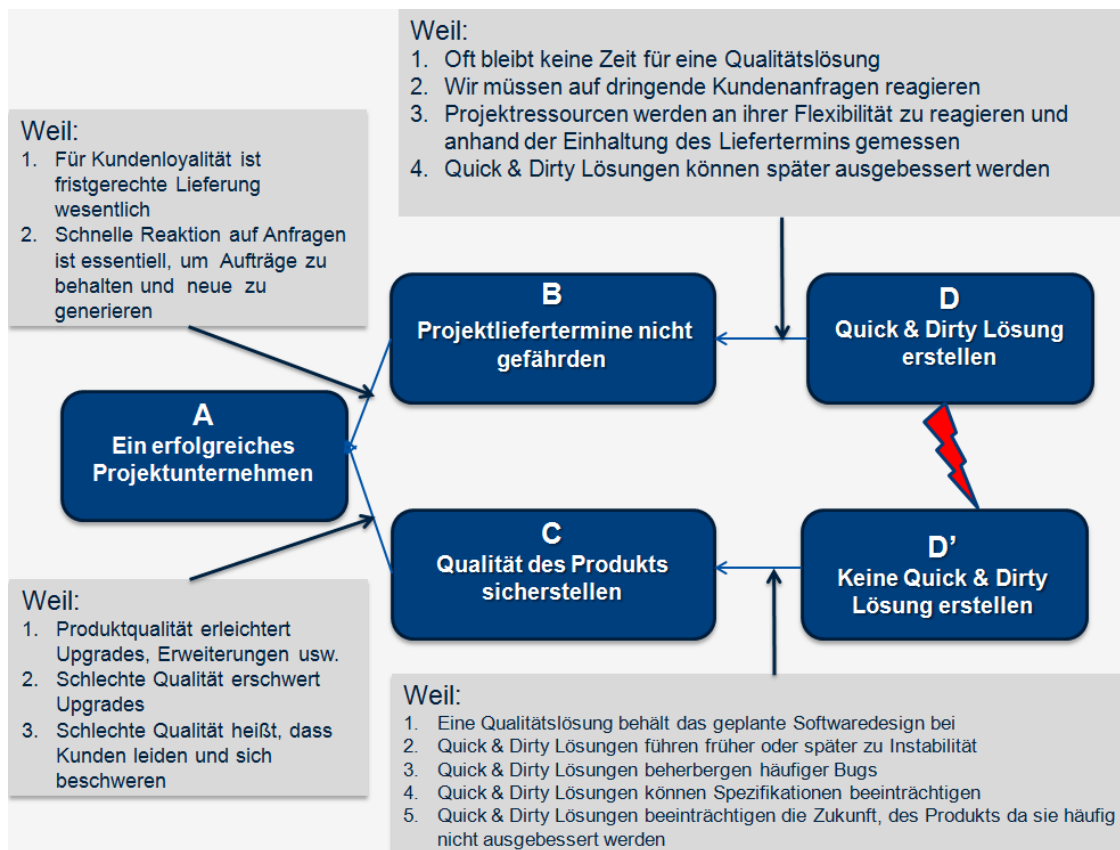 Weil:
1. Oft bleibt keine Zeit für eine Qualitätslösung
2. Wir müssen auf dringende Kundenanfragen reagieren
3. Projektressourcen werden an ihrer Flexibilität zu reagieren und
anhand der Einhaltung des Liefertermins gemessen
4. Quick & Dirty Lösungen können später ausgebessert werden
Weil:
1. Für Kundenloyalität ist
fristgerechte Lieferung
wesentlich
2. Schnelle Reaktion auf Anfragen
ist essentiell, um Aufträge zu
behalten und neue zu
generieren
B
Projektliefertermine nicht
gefährden
D
Quick & Dirty Lösung
erstellen
A
Ein erfolgreiches
Projektunternehmen
C
Qualität des Produkts
sicherstellen
D'
Keine Quick & Dirty
Lösung erstellen
Weil:
1. Produktqualität erleichtert
Upgrades, Erweiterungen usw.
2. Schlechte Qualität erschwert
Upgrades
3. Schlechte Qualität heißt, dass
Kunden leiden und sich
beschweren
Weil:
1. Eine Qualitätslösung behält das geplante Softwaredesign bei
2. Quick & Dirty Lösungen führen früher oder später zu Instabilität
3. Quick & Dirty Lösungen beherbergen häufiger Bugs
4. Quick & Dirty Lösungen können Spezifikationen beeinträchtigen
5. Quick & Dirty Lösungen beeinträchtigen die Zukunft, des Produkts da sie häufig
nicht ausgebessert werden